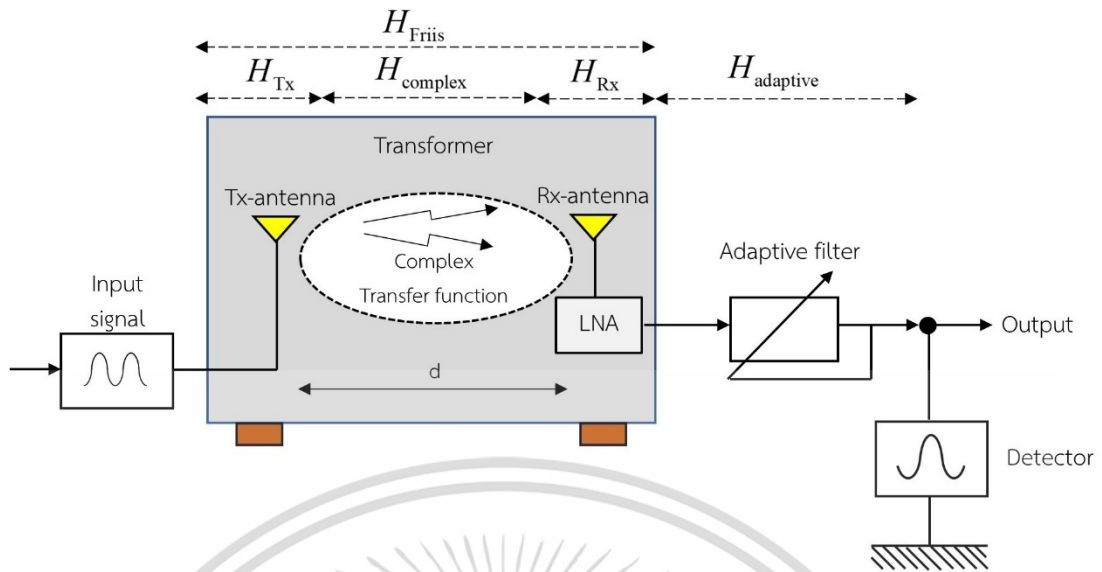 H_Friis
H_Tx
H_complex
H_Rx
H_adaptive
Transformer
Tx-antenna
Rx-antenna
Complex
Transfer function
Input
signal
LNA
Adaptive filter
Output
d
Detector